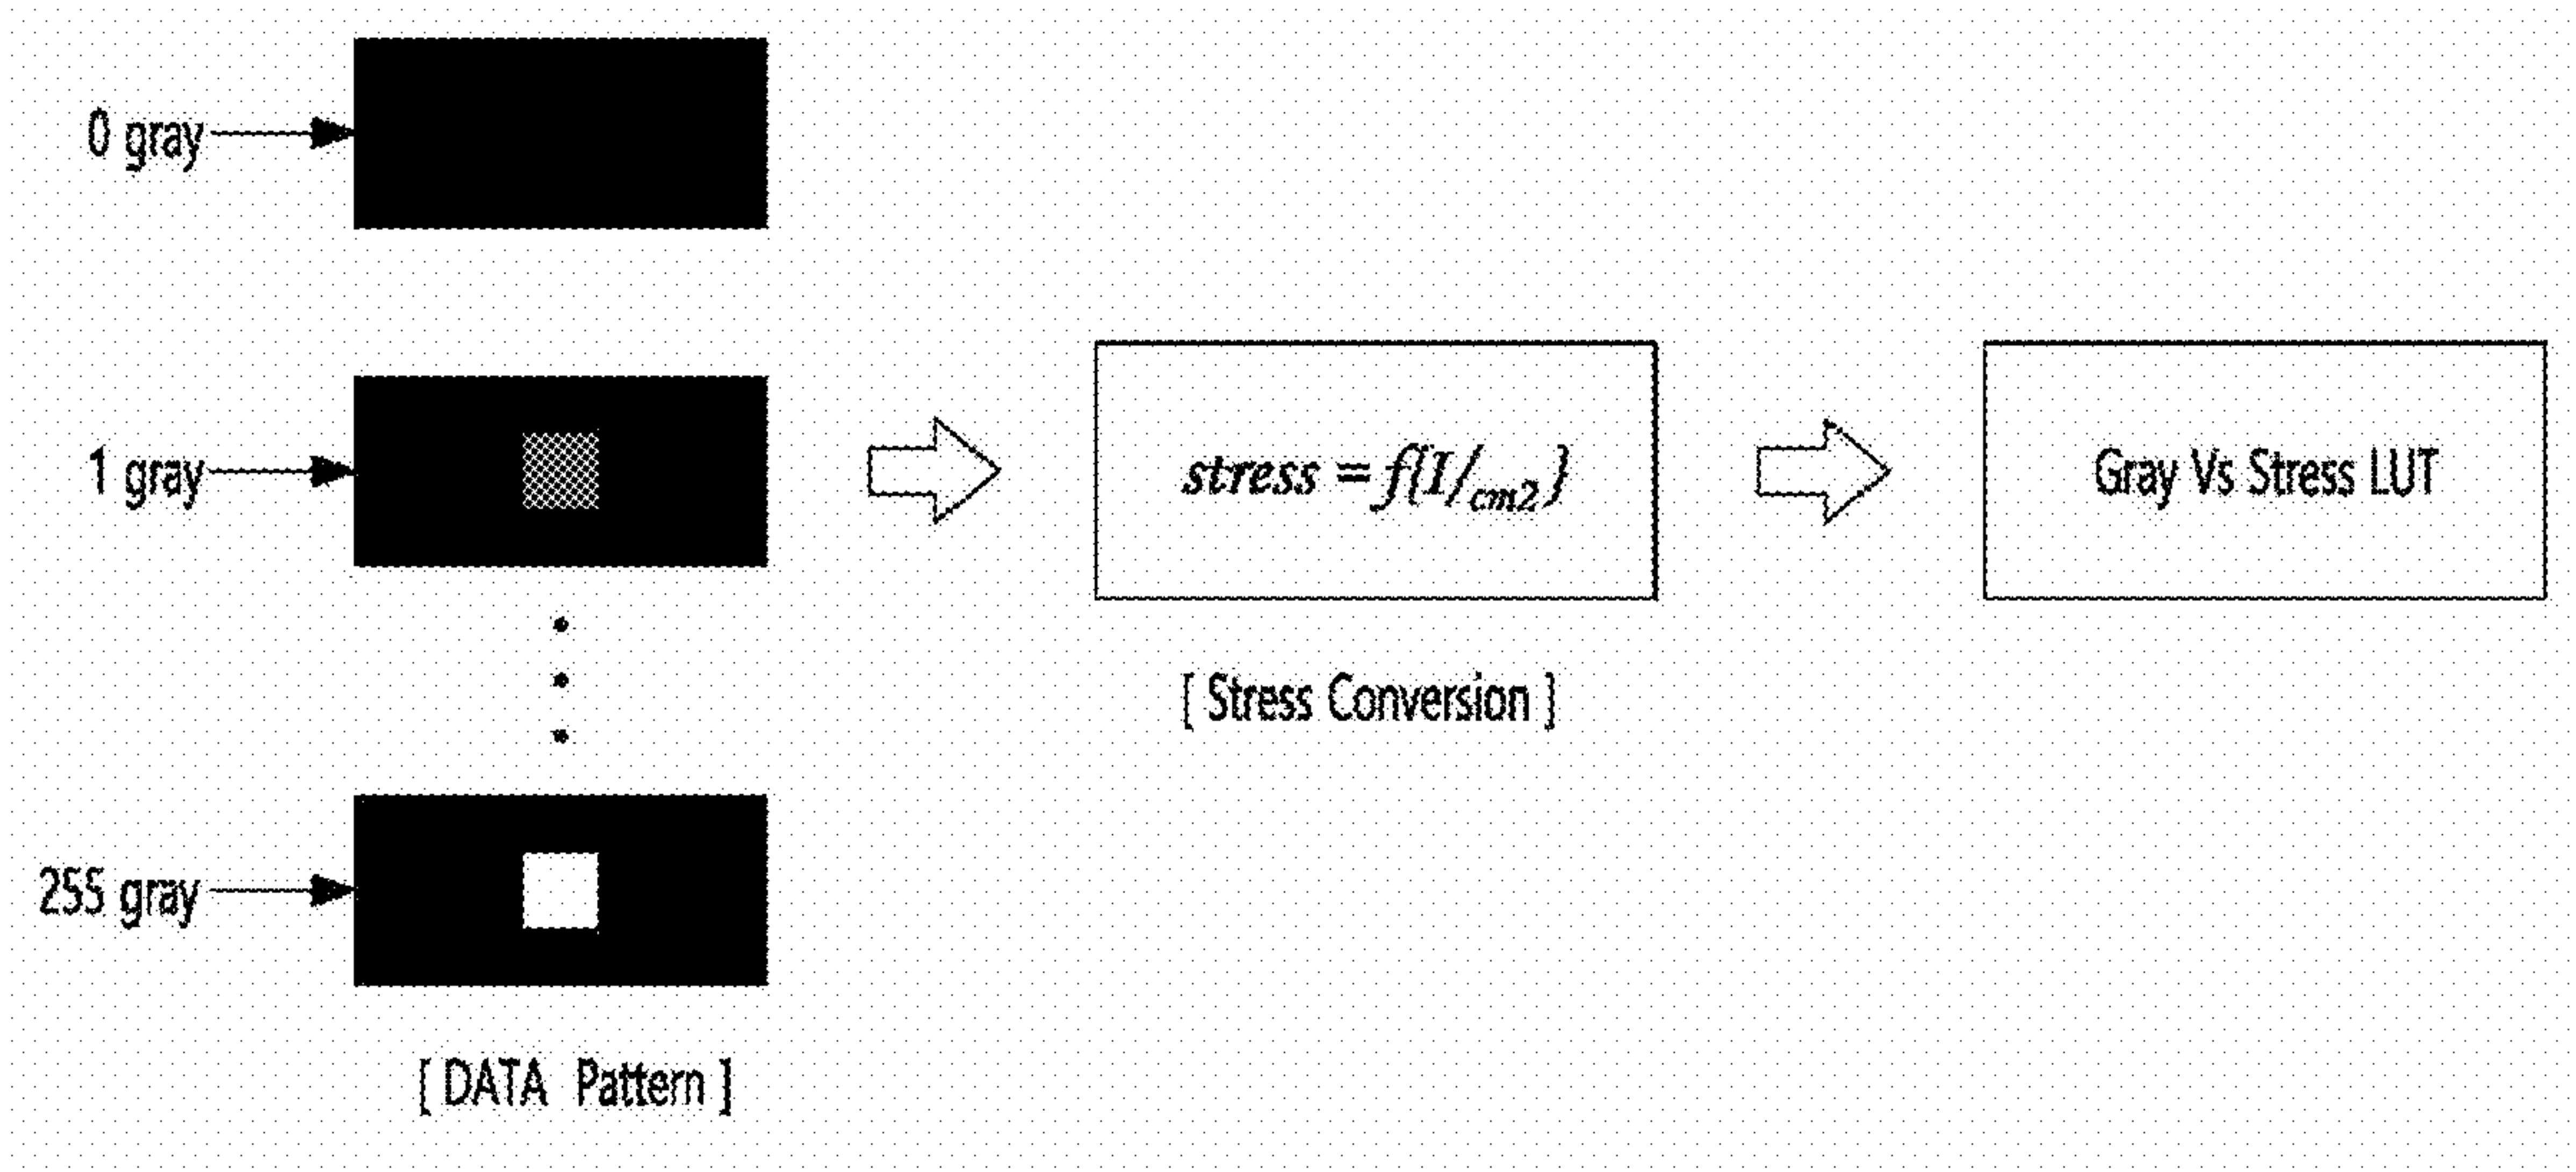 0 gray
1 gray
stress = f{I/cm2}
Gray Vs Stress LUT
[ Stress Conversion ]
255 gray
[ DATA Pattern ]